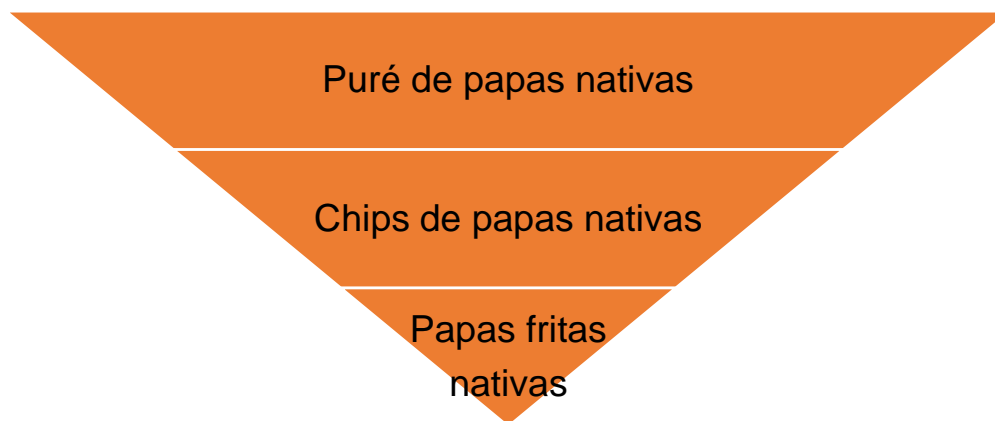 Puré de papas nativas
Chips de papas nativas
Papas fritas
nativas